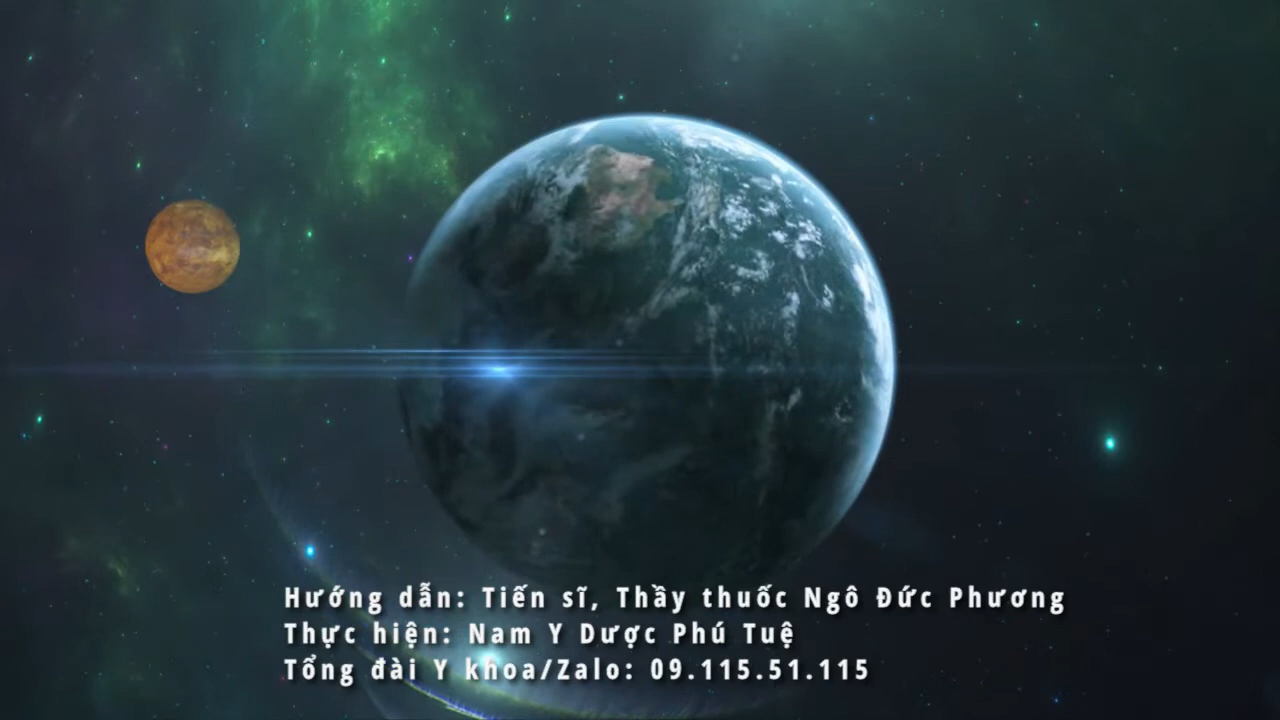 Hướng dẫn: Tiến sĩ, Thầy thuốc Ngô Đức Phương
Thực hiện: Nam Y Dược Phú Tuệ
Tổng đài Y khoa/Zalo: 09.115.51.115